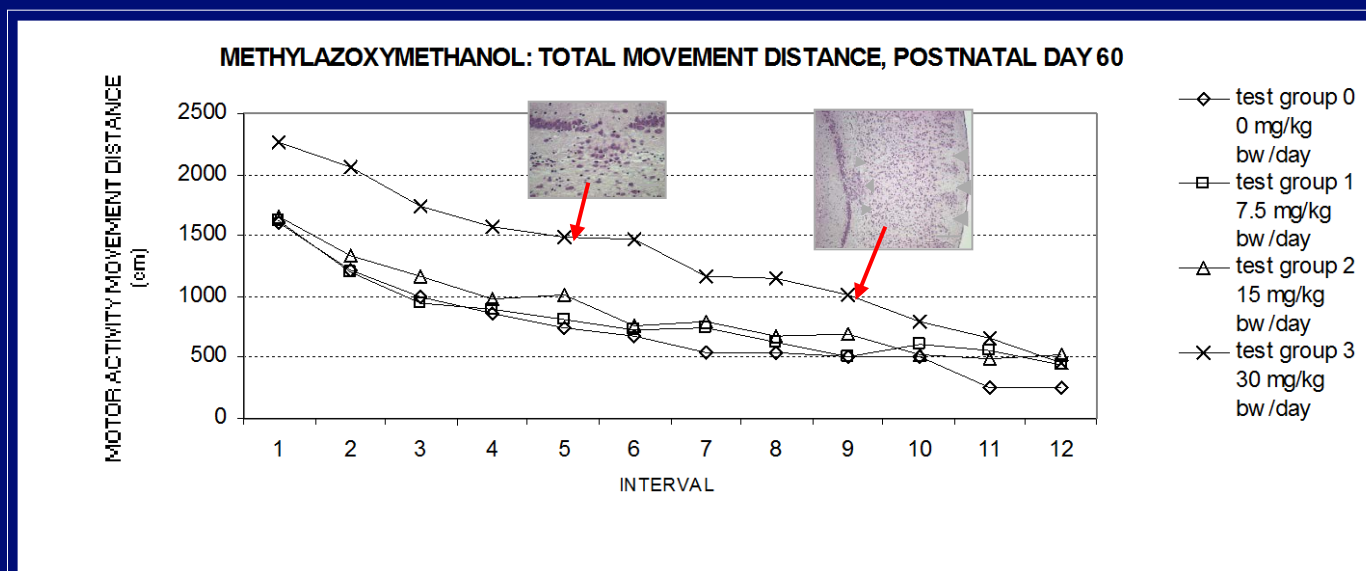 METHYLAZOXYMETHANOL: TOTAL MOVEMENT DISTANCE, POSTNATAL DAY 60
MOTOR ACTIVITY MOVEMENT DISTANCE
(cm)
2500
2000
1500
1000
500
0
1 2 3 4 5 6 7 8 9 10 11 12
INTERVAL
test group 0
0 mg/kg
bw/day
test group 1
7.5 mg/kg
bw/day
test group 2
15 mg/kg
bw/day
test group 3
30 mg/kg
bw/day